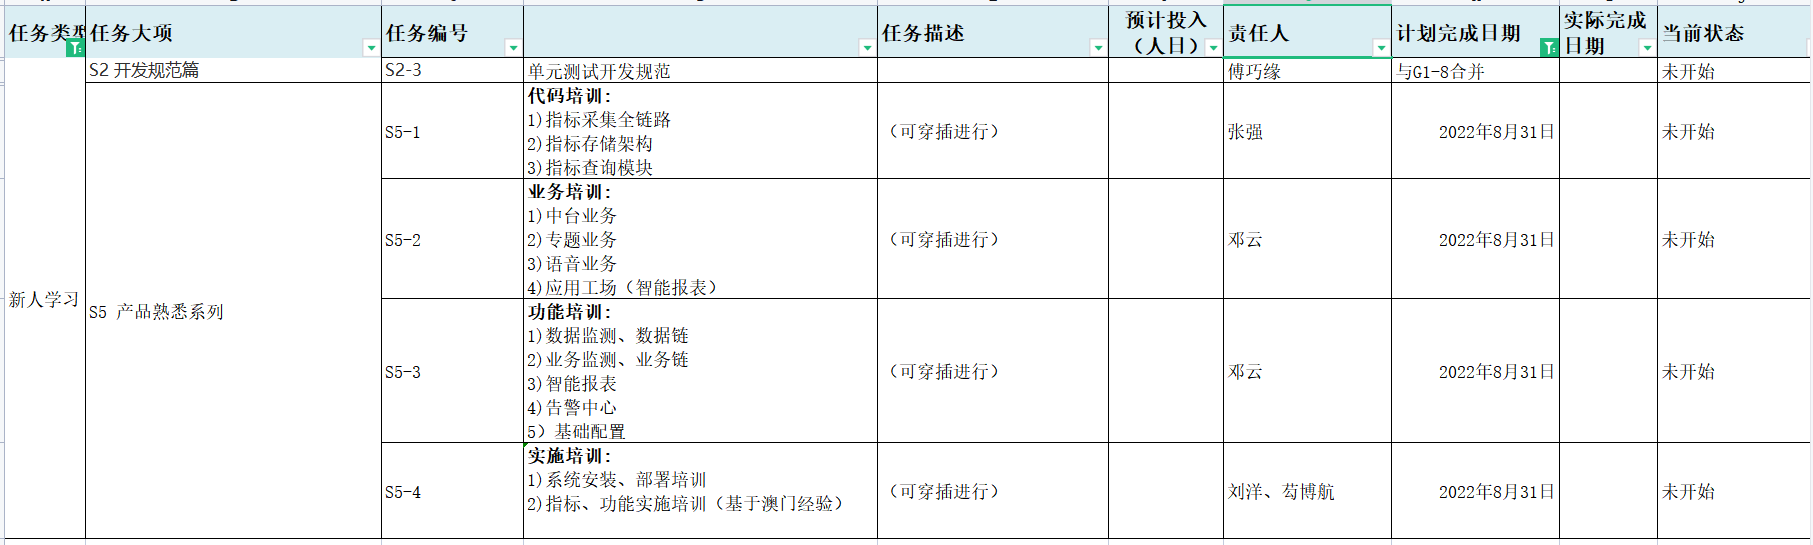 任务类型 任务大项 任务编号 任务描述 预计投入（人日） 责任人 计划完成日期 实际完成日期 当前状态
S2 开发规范篇 S2-3 单元测试开发规范 傅巧缘 与G1-8合并 未开始
新人学习
S5 产品熟悉系列
S5-1
代码培训:
1)指标采集全链路
2)指标存储架构
3)指标查询模块
（可穿插进行） 张强 2022年8月31日 未开始
S5-2
业务培训:
1)中台业务
2)专题业务
3)语音业务
4)应用工场（智能报表）
（可穿插进行） 邓云 2022年8月31日 未开始
S5-3
功能培训:
1)数据监测、数据链
2)业务监测、业务链
3)智能报表
4)告警中心
5）基础配置
（可穿插进行） 邓云 2022年8月31日 未开始
S5-4
实施培训:
1)系统安装、部署培训
2)指标、功能实施培训（基于澳门经验）
（可穿插进行） 刘洋、芶博航 2022年8月31日 未开始